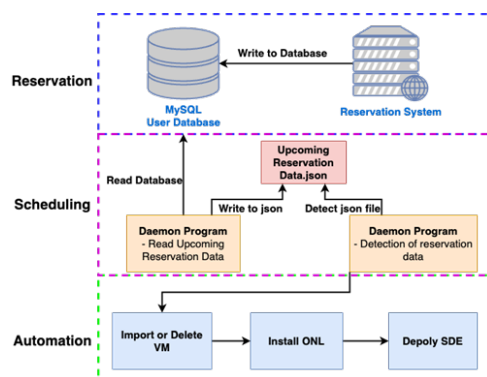 Reservation
Write to Database
MySQL
User Database
Reservation System
Scheduling
Read Database
Upcoming
Reservation
Data.json
Write to json
Detect json file
Daemon Program
- Read Upcoming
Reservation Data
Daemon Program
- Detection of reservation
data
Automation
Import or Delete
VM
Install ONL
Depoly SDE